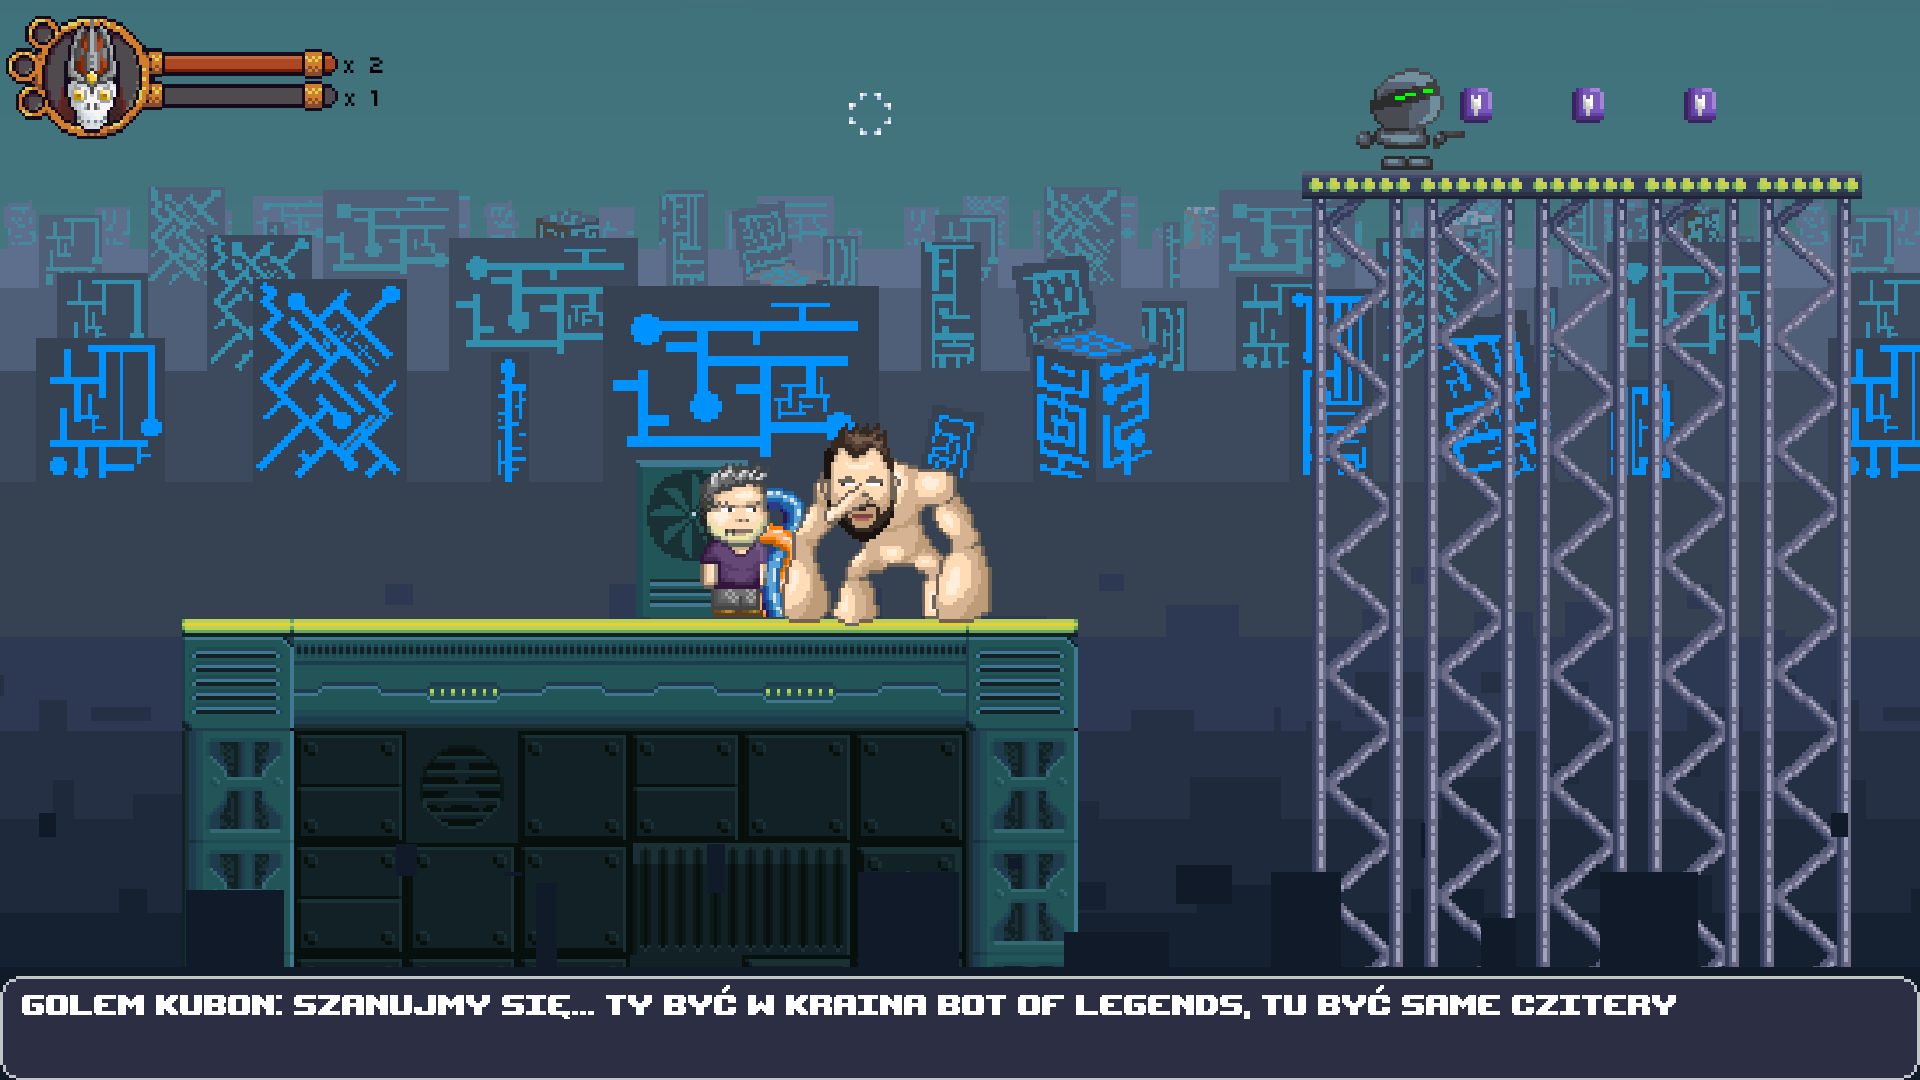 x 2
x 1
GOLEM KUBON: SZANUJMY SIĘ... TY BYĆ W KRAINA BOT OF LEGENDS, TU BYĆ SAME CZITERY